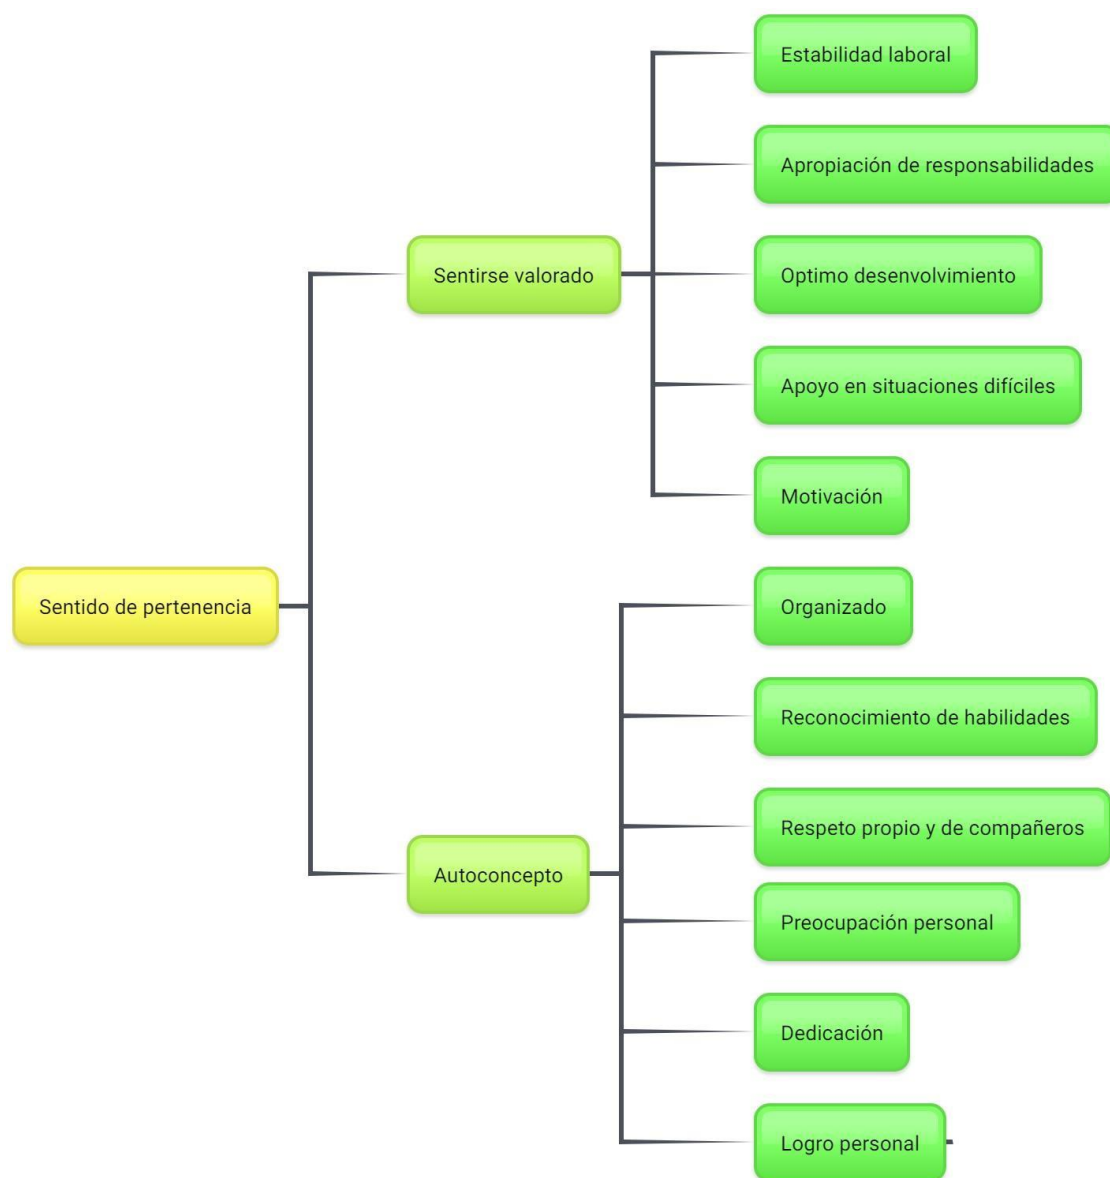 Sentido de pertenencia
Sentirse valorado
Estabilidad laboral
Apropiación de responsabilidades
Optimo desenvolvimiento
Apoyo en situaciones difíciles
Motivación
Autoconcepto
Organizado
Reconocimiento de habilidades
Respeto propio y de compañeros
Preocupación personal
Dedicación
Logro personal